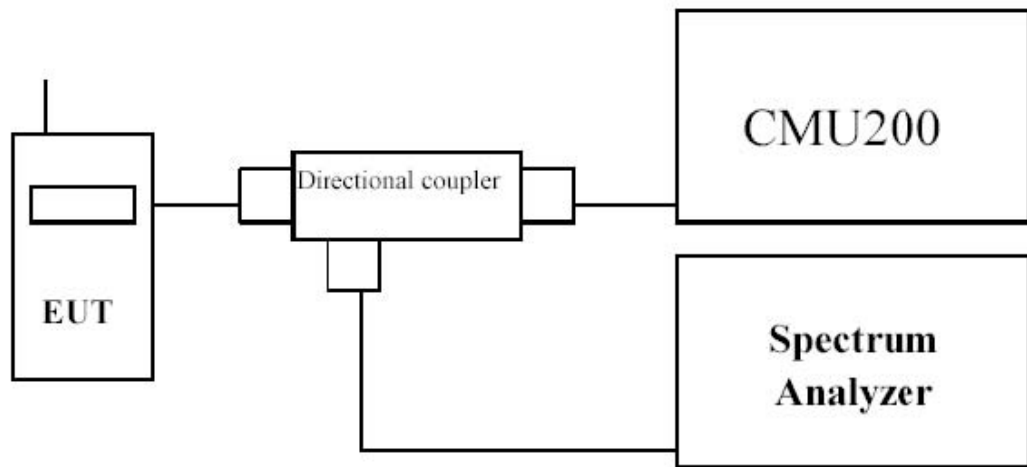 CMU200
Directional coupler
EUT
Spectrum
Analyzer